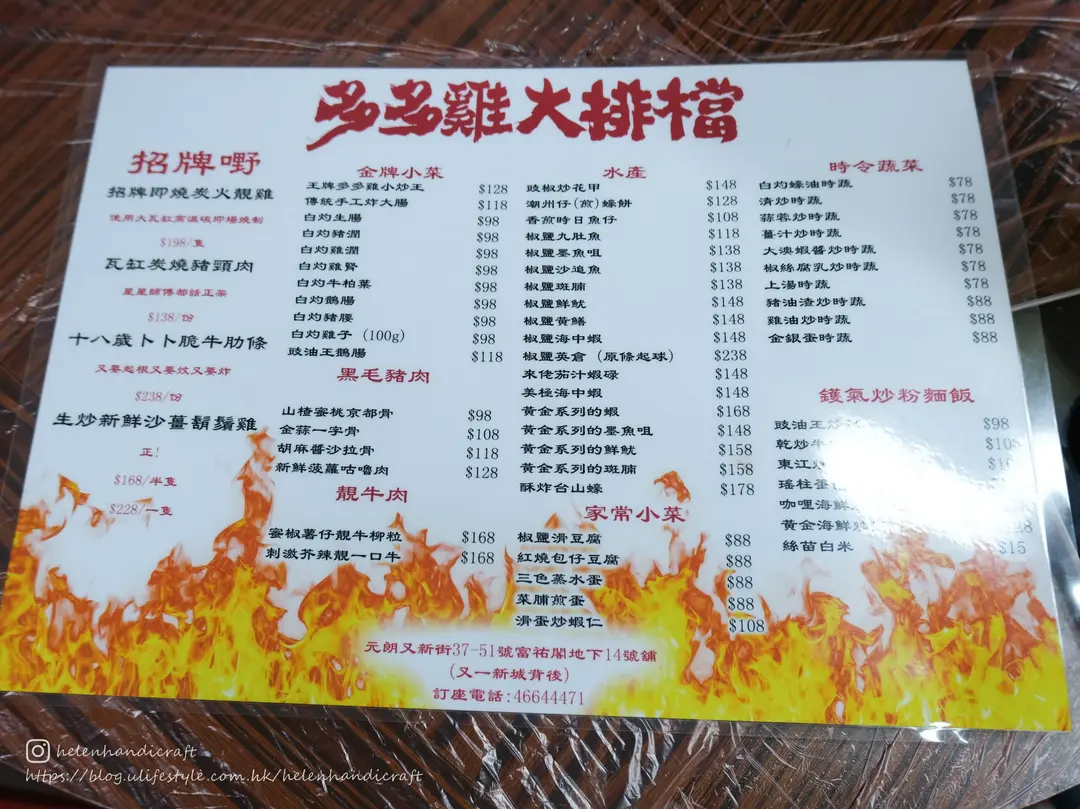 多多雞大排檔
招牌嘢
招牌即燒炭火靚雞
使用大瓦缸高溫碳即場燒制
$198/隻
瓦缸炭燒豬頸肉
星星師傅都話正架
$138/份
十八歲卜卜脆牛肋條
又要起根又要炆又要炸
$238/份
生炒新鮮沙薑鬍鬚雞
正!
$168/半隻
$228/一隻
金牌小菜
王牌多多雞小炒王 $128
傳統手工炸大腸 $118
白灼生腸 $98
白灼豬潤 $98
白灼雞潤 $98
白灼雞腎 $98
白灼牛柏葉 $98
白灼鵝腸 $98
白灼豬腰 $98
白灼雞子 (100g) $98
豉油王鵝腸 $118
黑毛豬肉
山楂蜜桃京都骨 $98
金蒜一字骨 $108
胡麻醬沙拉骨 $118
新鮮菠蘿咕嚕肉 $128
靚牛肉
蜜椒薯仔靚牛柳粒 $168
刺激芥辣靚一口牛 $168
水產
豉椒炒花甲 $148
潮州仔(煎)蠔餅 $128
香煎時日魚仔 $108
椒鹽九肚魚 $118
椒鹽墨魚咀 $138
椒鹽沙追魚 $138
椒鹽斑腩 $138
椒鹽鮮魷 $148
椒鹽黃鱔 $148
椒鹽海中蝦 $148
椒鹽英倉 (原條起球) $238
來佬茄汁蝦碌 $148
美極海中蝦 $148
黃金系列的蝦 $168
黃金系列的墨魚咀 $148
黃金系列的鮮魷 $158
黃金系列的斑腩 $158
酥炸台山蠔 $178
家常小菜
椒鹽滑豆腐 $88
紅燒包仔豆腐 $88
三色蒸水蛋 $88
菜脯煎蛋 $88
滑蛋炒蝦仁 $108
時令蔬菜
白灼蠔油時蔬 $78
清炒時蔬 $78
蒜蓉炒時蔬 $78
薑汁炒時蔬 $78
大澳蝦醬炒時蔬 $78
椒絲腐乳炒時蔬 $78
上湯時蔬 $78
豬油渣炒時蔬 $88
雞油炒時蔬 $88
金銀蛋時蔬 $88
鑊氣炒粉麵飯
豉油王炒 $98
乾炒牛
東江炒
瑤柱蛋
咖哩海鮮
黃金海鮮炒
絲苗白米 $15
元朗又新街37-51號富祐閣地下14號舖
(又一新城背後)
訂座電話:46644471
helenhandicraft
https://blog.ulifestyle.com.hk/helenhandicraft